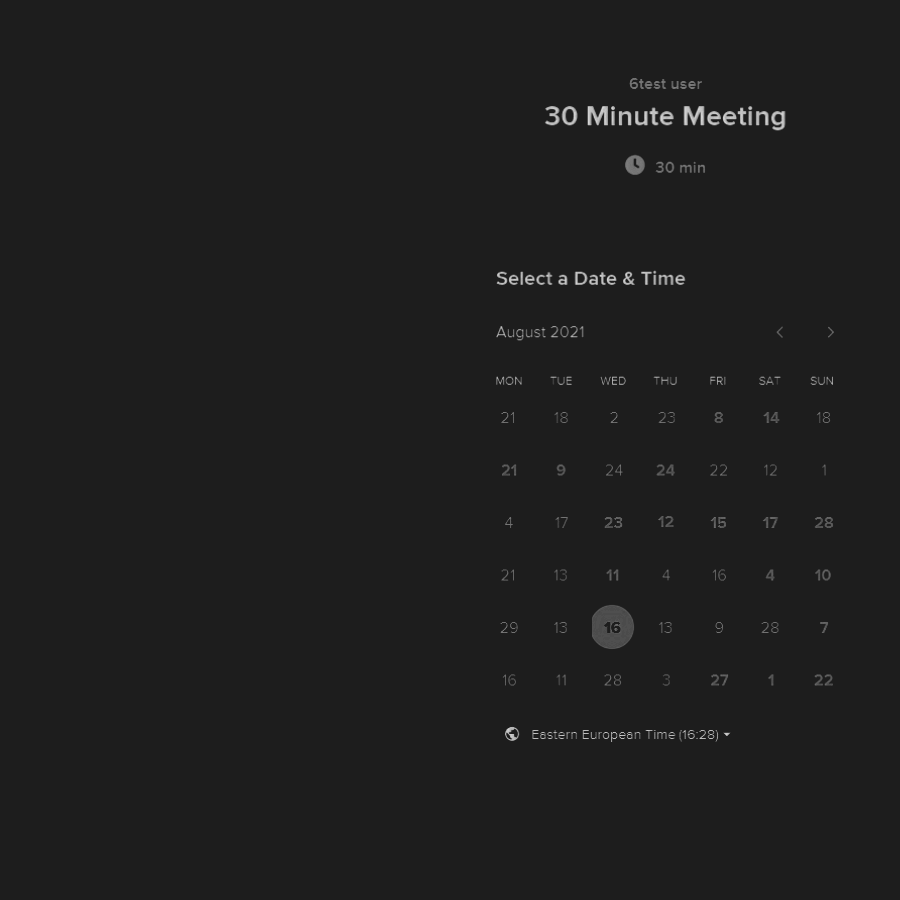 6test user
30 Minute Meeting
30 min
Select a Date & Time
August 2021
MON TUE WED THU FRI SAT SUN
21 18 2 23 8 14 18
21 9 24 24 22 12 1
4 17 23 12 15 17 28
21 13 11 4 16 4 10
29 13 16 13 9 28 7
16 11 28 3 27 1 22
Eastern European Time (16:28)